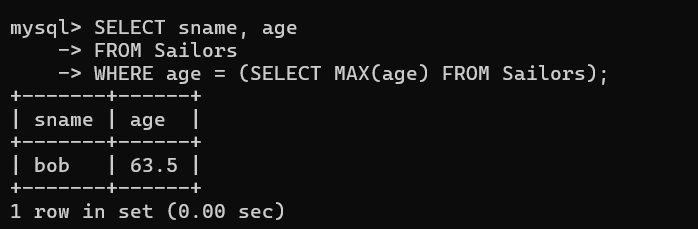 mysql> SELECT sname, age
    -> FROM Sailors
    -> WHERE age = (SELECT MAX(age) FROM Sailors);
+-------+------+
| sname | age  |
+-------+------+
| bob   | 63.5 |
+-------+------+
1 row in set (0.00 sec)